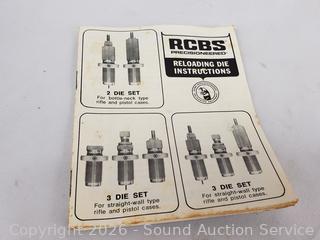 RCBS
PRECISIONEERED
RELOADING DIE
INSTRUCTIONS
2 DIE SET
For bottle-neck type
rifle and pistol cases.
3 DIE SET
For straight-wall type
rifle and pistol cases.
3 DIE SET
For straight-wall type
rifle and pistol cases.
Copyright 2026 - Sound Auction Service